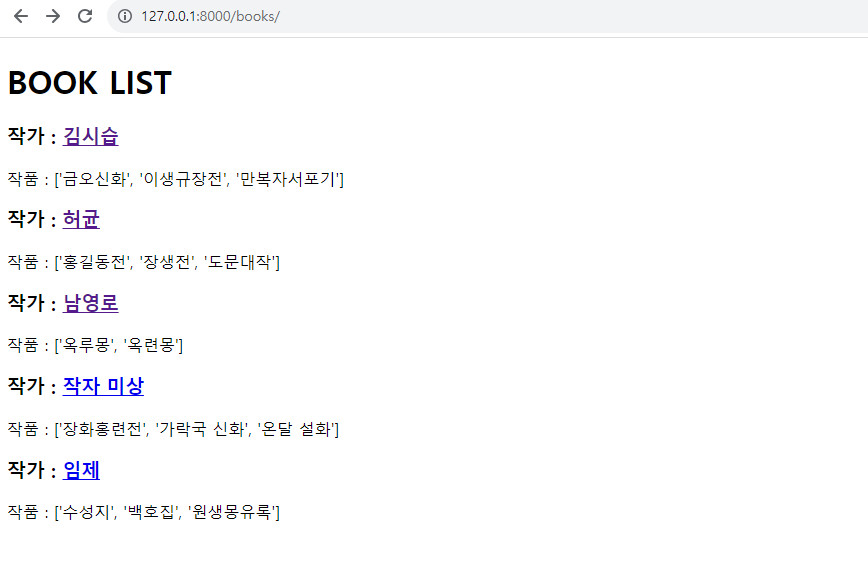 127.0.0.1:8000/books/
BOOK LIST
작가 : 김시습
작품 : ['금오신화', '이생규장전', '만복자서포기']
작가 : 허균
작품 : ['홍길동전', '장생전', '도문대작']
작가 : 남영로
작품 : ['옥루몽', '옥련몽']
작가 : 작자 미상
작품 : ['장화홍련전', '가락국 신화', '온달 설화']
작가 : 임제
작품 : ['수성지', '백호집', '원생몽유록']